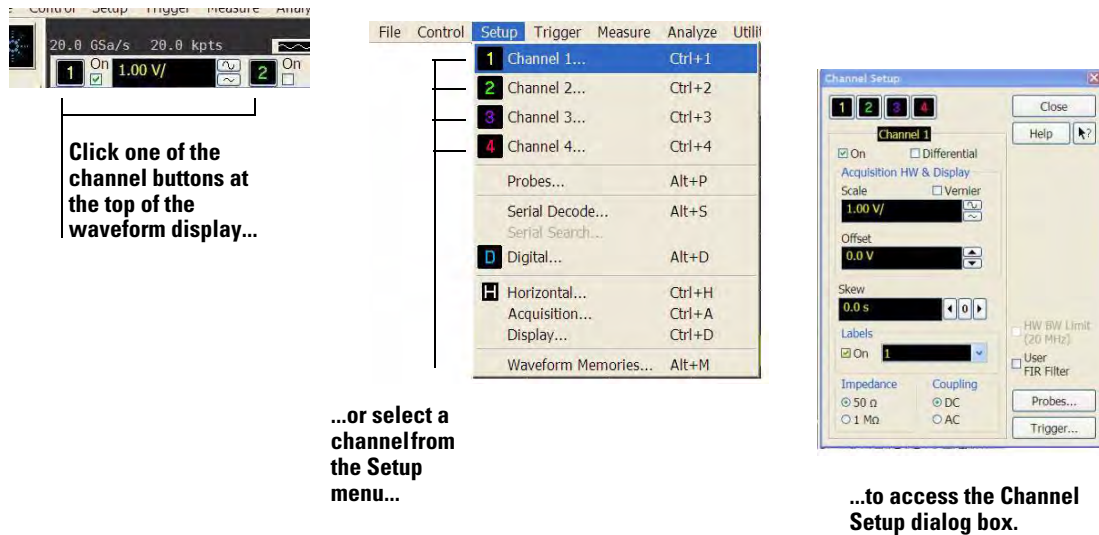 Control Setup Trigger Measure Analy
20.0 GSa/s 20.0 kpts
1 On 1.00 V/ 2 On
Click one of the
channel buttons at
the top of the
waveform display...
File Control Setup Trigger Measure Analyze Utilit
1 Channel 1... Ctrl+1
2 Channel 2... Ctrl+2
3 Channel 3... Ctrl+3
4 Channel 4... Ctrl+4
Probes... Alt+P
Serial Decode... Alt+S
Serial Search...
D Digital... Alt+D
H Horizontal... Ctrl+H
Acquisition... Ctrl+A
Display... Ctrl+D
Waveform Memories... Alt+M
...or select a
channel from
the Setup
menu...
Channel Setup
1 2 3 4 Close
Channel 1 Help ?
On Differential
Acquisition HW & Display
Scale Vernier
1.00 V/
Offset
0.0 V
Skew
0.0 s 0
Labels HW BW Limit
(20 MHz)
On 1 User
FIR Filter
Impedance Coupling
50 Ω DC Probes...
1 MΩ AC Trigger...
...to access the Channel
Setup dialog box.